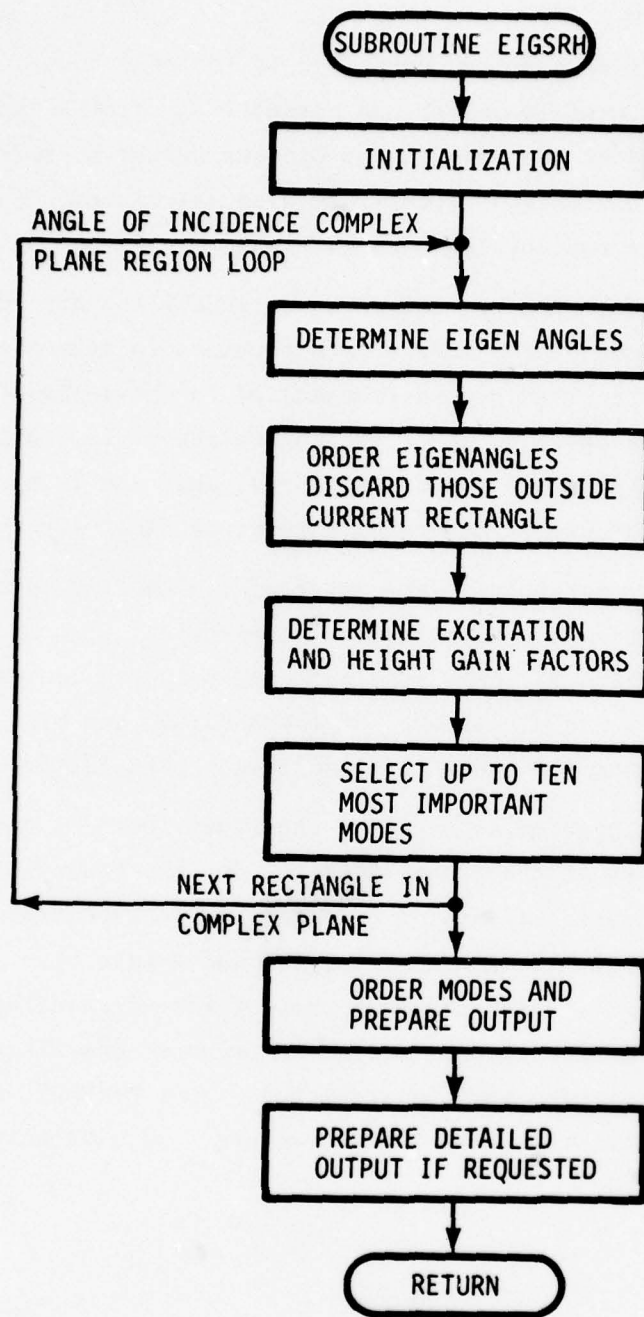 SUBROUTINE EIGSRH
INITIALIZATION
ANGLE OF INCIDENCE COMPLEX
PLANE REGION LOOP
DETERMINE EIGEN ANGLES
ORDER EIGENANGLES
DISCARD THOSE OUTSIDE
CURRENT RECTANGLE
DETERMINE EXCITATION
AND HEIGHT GAIN FACTORS
SELECT UP TO TEN
MOST IMPORTANT
MODES
NEXT RECTANGLE IN
COMPLEX PLANE
ORDER MODES AND
PREPARE OUTPUT
PREPARE DETAILED
OUTPUT IF REQUESTED
RETURN